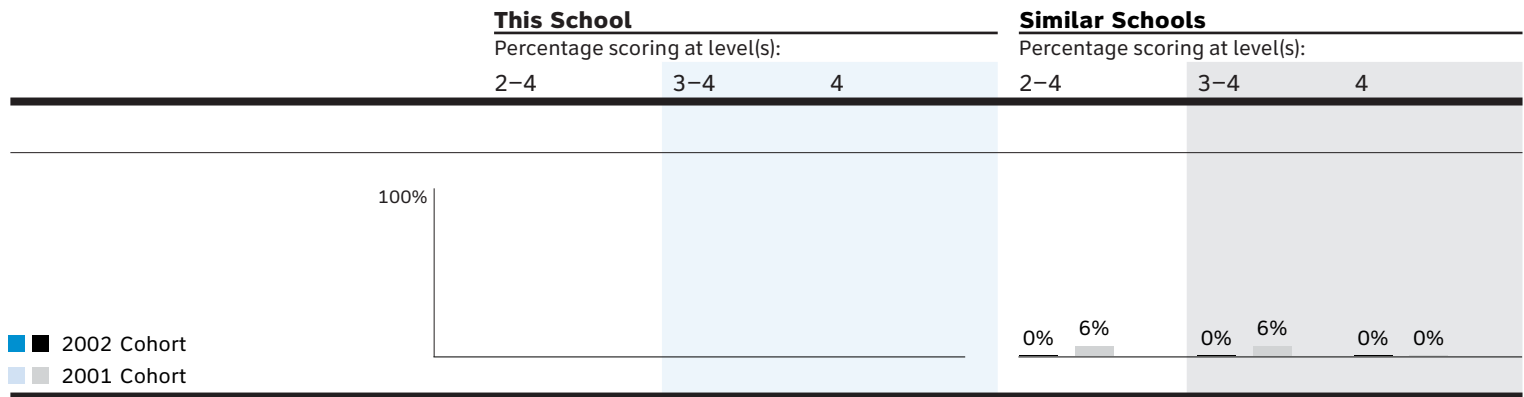 This School Similar Schools
Percentage scoring at level(s): Percentage scoring at level(s):
2–4 3–4 4 2–4 3–4 4
100%
0% 6% 0% 6% 0% 0%
2002 Cohort
2001 Cohort